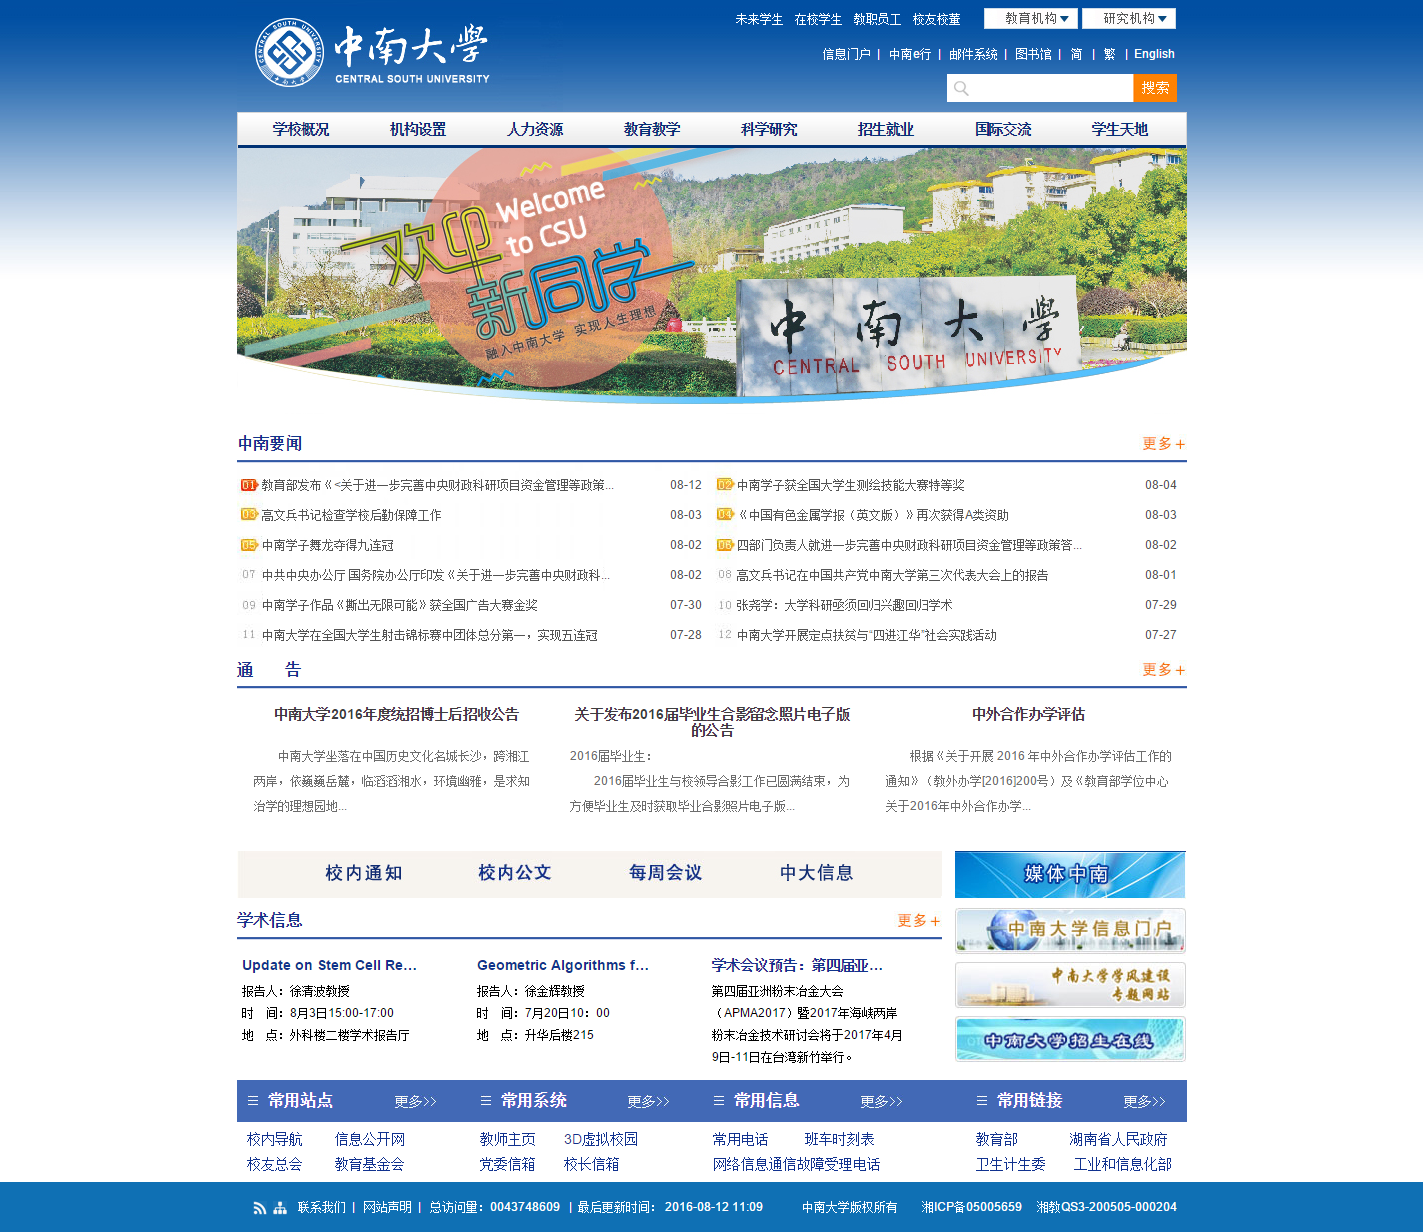 未来学生 在校学生 教职员工 校友校董 教育机构 研究机构
中南大学
CENTRAL SOUTH UNIVERSITY
信息门户 | 中南e行 | 邮件系统 | 图书馆 | 简 | 繁 | English
搜索
学校概况 机构设置 人力资源 教育教学 科学研究 招生就业 国际交流 学生天地
Welcome
to CSU
欢迎
新同学
融入中南大学 实现人生理想
中南大学
CENTRAL SOUTH UNIVERSITY
中南要闻 更多+
01 教育部发布《<关于进一步完善中央财政科研项目资金管理等政策... 08-12
02 中南学子获全国大学生测绘技能大赛特等奖 08-04
03 高文兵书记检查学校后勤保障工作 08-03
04 《中国有色金属学报（英文版）》再次获得A类资助 08-03
05 中南学子舞龙夺得九连冠 08-02
06 四部门负责人就进一步完善中央财政科研项目资金管理等政策答... 08-02
07 中共中央办公厅 国务院办公厅印发《关于进一步完善中央财政科... 08-02
08 高文兵书记在中国共产党中南大学第三次代表大会上的报告 08-01
09 中南学子作品《撕出无限可能》获全国广告大赛金奖 07-30
10 张尧学：大学科研亟须回归兴趣回归学术 07-29
11 中南大学在全国大学生射击锦标赛中团体总分第一，实现五连冠 07-28
12 中南大学开展定点扶贫与“四进江华”社会实践活动 07-27
通 告 更多+
中南大学2016年度统招博士后招收公告
中南大学坐落在中国历史文化名城长沙，跨湘江
两岸，依巍巍岳麓，临滔滔湘水，环境幽雅，是求知
治学的理想园地...
关于发布2016届毕业生合影留念照片电子版
的公告
2016届毕业生：
2016届毕业生与校领导合影工作已圆满结束，为
方便毕业生及时获取毕业合影照片电子版...
中外合作办学评估
根据《关于开展 2016 年中外合作办学评估工作的
通知》（教外办学[2016]200号）及《教育部学位中心
关于2016年中外合作办学...
校内通知 校内公文 每周会议 中大信息
媒体中南
中南大学信息门户
中南大学学风建设
专题网站
中南大学招生在线
学术信息 更多+
Update on Stem Cell Re...
报告人：徐清波教授
时 间：8月3日15:00-17:00
地 点：外科楼二楼学术报告厅
Geometric Algorithms f...
报告人：徐金辉教授
时 间：7月20日10：00
地 点：升华后楼215
学术会议预告：第四届亚...
第四届亚洲粉末冶金大会
（APMA2017）暨2017年海峡两岸
粉末冶金技术研讨会将于2017年4月
9日-11日在台湾新竹举行。
常用站点 更多>> 常用系统 更多>> 常用信息 更多>> 常用链接 更多>>
校内导航 信息公开网 教师主页 3D虚拟校园 常用电话 班车时刻表 教育部 湖南省人民政府
校友总会 教育基金会 党委信箱 校长信箱 网络信息通信故障受理电话 卫生计生委 工业和信息化部
联系我们 | 网站声明 | 总访问量：0043748609 | 最后更新时间： 2016-08-12 11:09 中南大学版权所有 湘ICP备05005659 湘教QS3-200505-000204